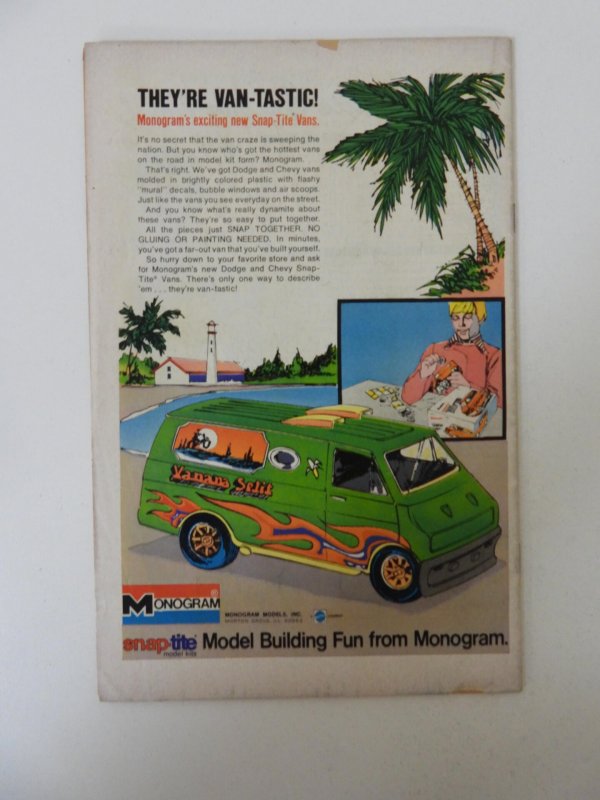 THEY'RE VAN-TASTIC!
Monogram's exciting new Snap-Tite® Vans.
It's no secret that the van craze is sweeping the
nation. But you know who's got the hottest vans
on the road in model kit form? Monogram.
That's right. We've got Dodge and Chevy vans
molded in brightly colored plastic with flashy
"mural" decals, bubble windows and air scoops.
Just like the vans you see everyday on the street.
And you know what's really dynamite about
these vans? They're so easy to put together.
All the pieces just SNAP TOGETHER. NO
GLUING OR PAINTING NEEDED. In minutes,
you've got a far-out van that you've built yourself.
So hurry down to your favorite store and ask
for Monogram's new Dodge and Chevy Snap-
Tite® Vans. There's only one way to describe
'em . . . they're van-tastic!
Vanana Split
MONOGRAM®
MONOGRAM MODELS, INC.
MORTON GROVE, ILL. 60053
snap-tite®
model kits
Model Building Fun from Monogram.